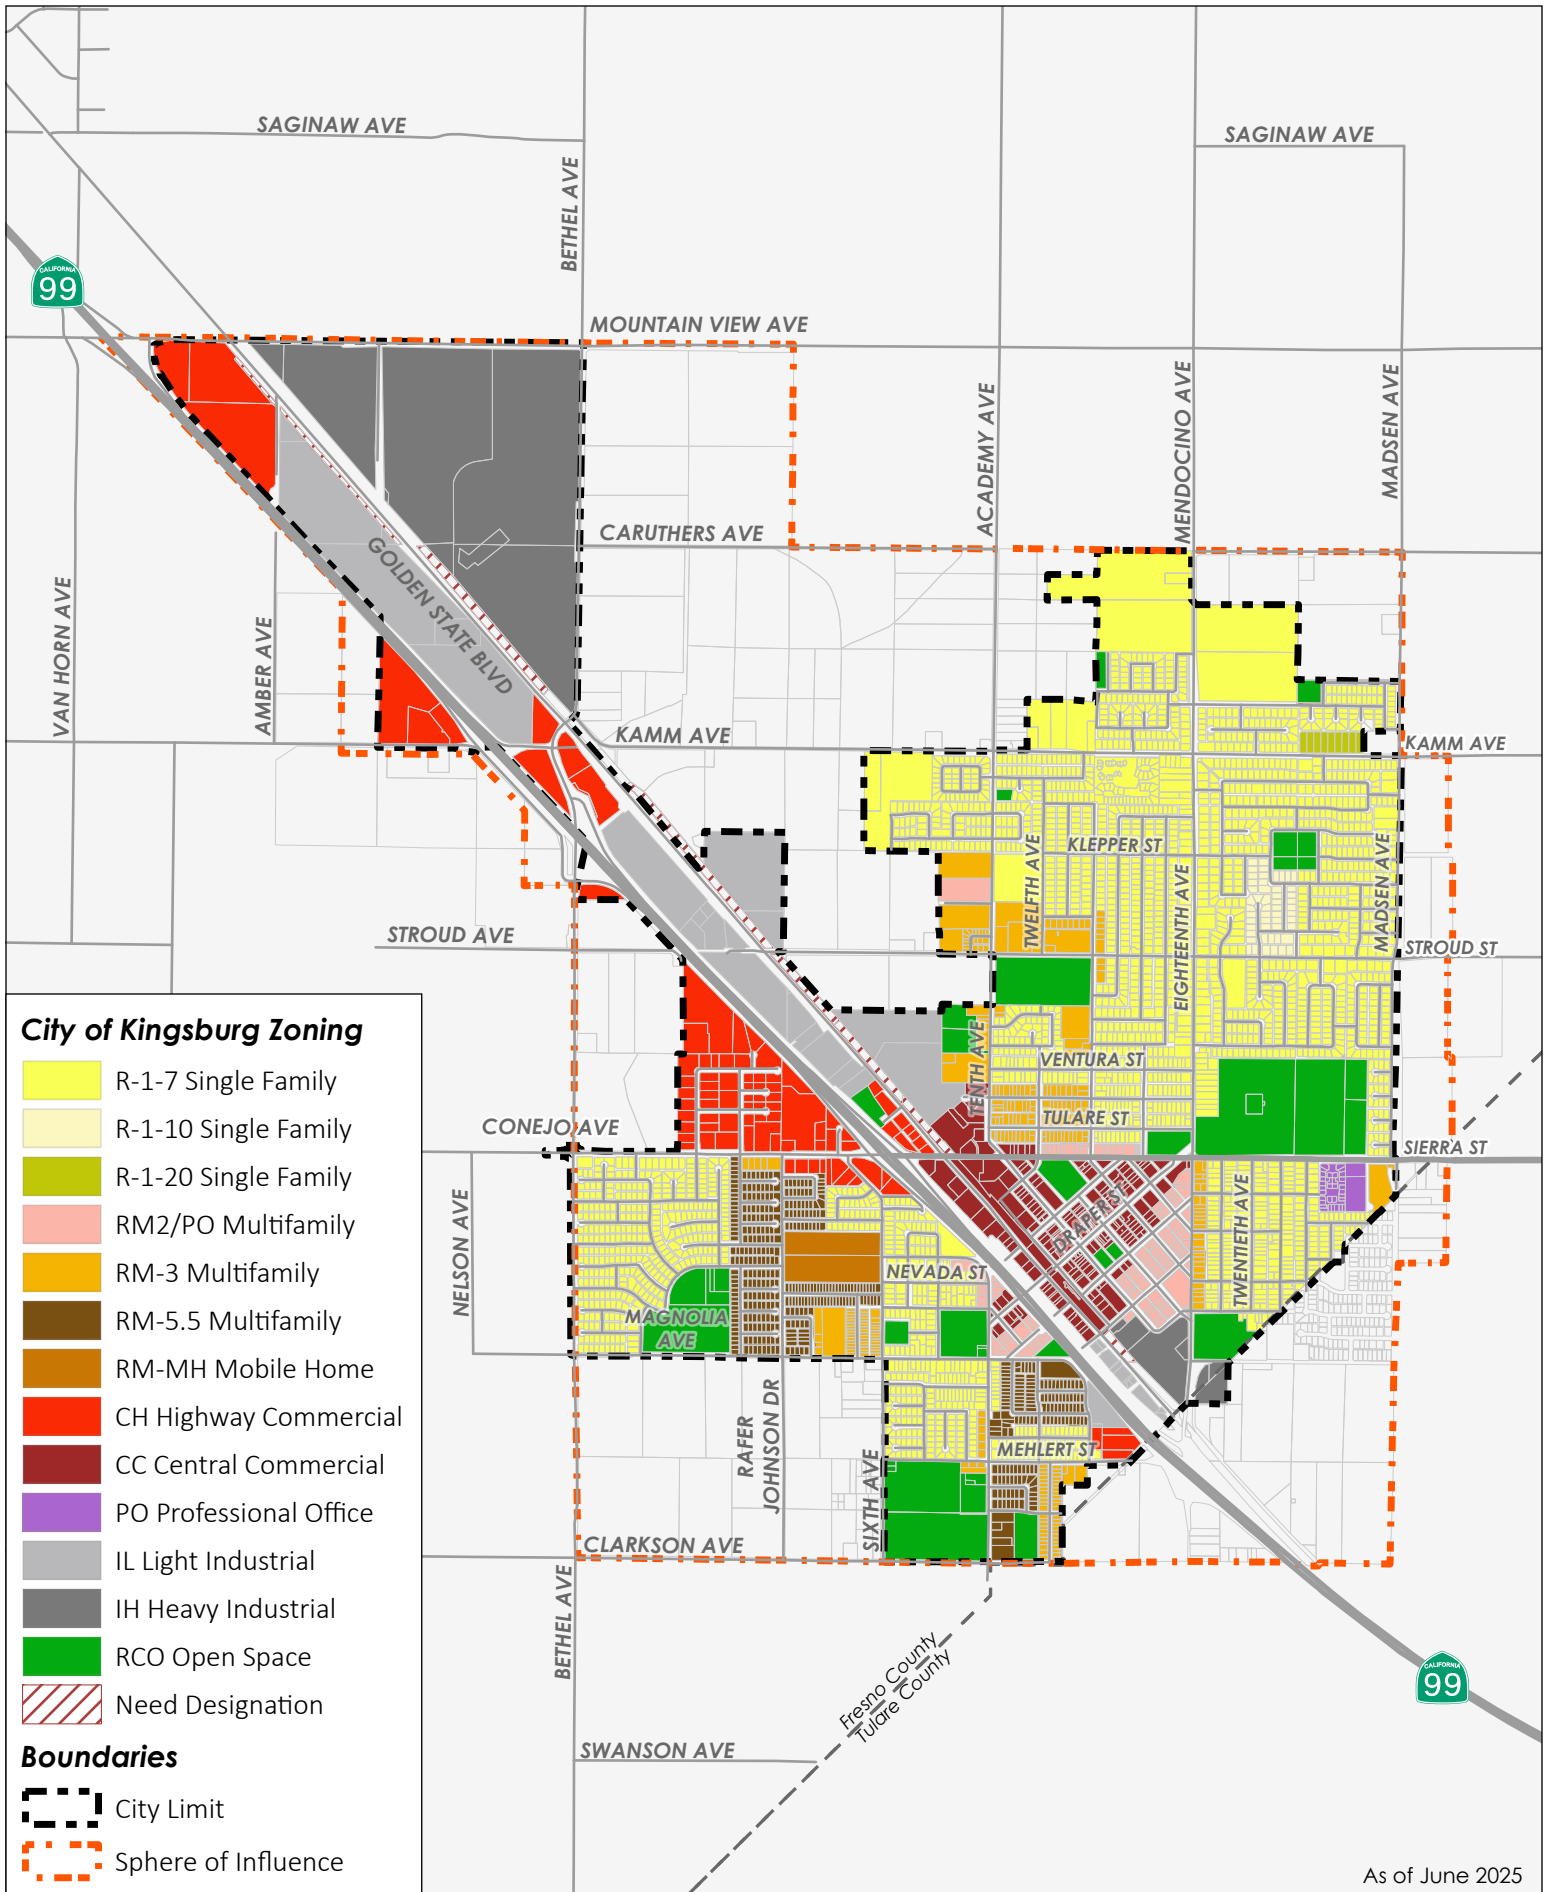 SAGINAW AVE
SAGINAW AVE
BETHEL AVE
CALIFORNIA
99
MOUNTAIN VIEW AVE
ACADEMY AVE
MENDOCINO AVE
MADSEN AVE
CARUTHERS AVE
GOLDEN STATE BLVD
VAN HORN AVE
AMBER AVE
KAMM AVE
KAMM AVE
KLEPPER ST
TWELFTH AVE
EIGHTEENTH AVE
MADSEN AVE
STROUD AVE
STROUD ST
TENTH AVE
VENTURA ST
TULARE ST
CONEJO AVE
SIERRA ST
NELSON AVE
DRAPER ST
TWENTIETH AVE
NEVADA ST
MAGNOLIA
AVE
RAFER
JOHNSON DR
SIXTH AVE
MEHLERT ST
CLARKSON AVE
BETHEL AVE
Fresno County
Tulare County
CALIFORNIA
99
SWANSON AVE
City of Kingsburg Zoning
R-1-7 Single Family
R-1-10 Single Family
R-1-20 Single Family
RM2/PO Multifamily
RM-3 Multifamily
RM-5.5 Multifamily
RM-MH Mobile Home
CH Highway Commercial
CC Central Commercial
PO Professional Office
IL Light Industrial
IH Heavy Industrial
RCO Open Space
Need Designation
Boundaries
City Limit
Sphere of Influence
As of June 2025